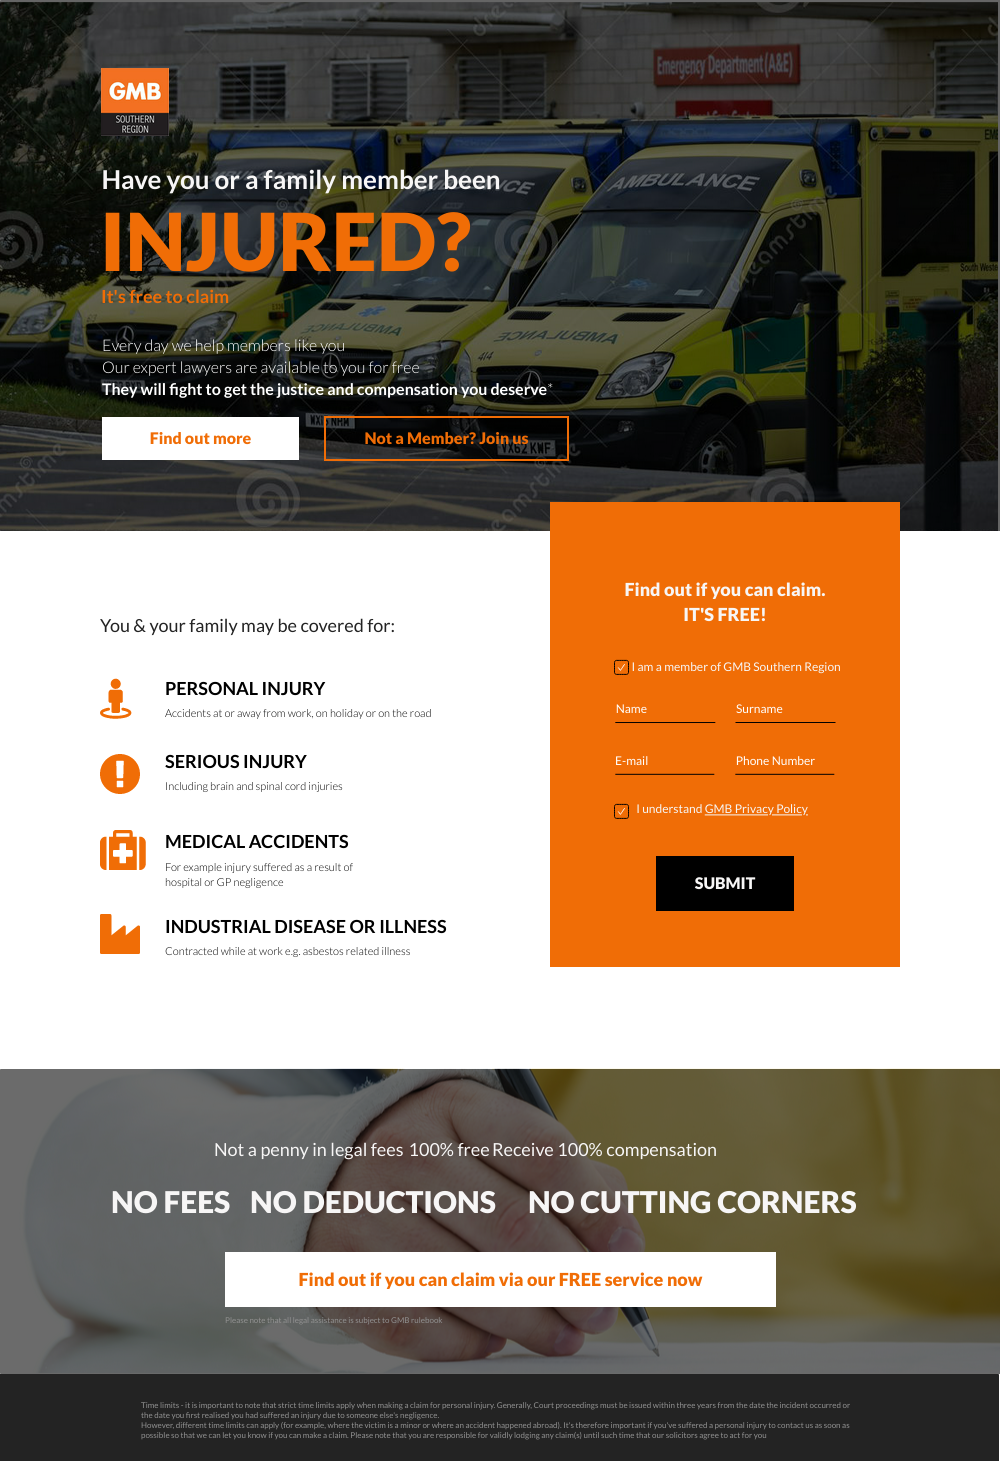 Emergency Department (A&E)
GMB
SOUTHERN
REGION
Have you or a family member been
AMBULANCE
INJURED?
It's free to claim
Every day we help members like you
Our expert lawyers are available to you for free
They will fight to get the justice and compensation you deserve*
Find out more
Not a Member? Join us
VX62 KWF
dreamstime
Find out if you can claim.
IT'S FREE!
You & your family may be covered for:
I am a member of GMB Southern Region
PERSONAL INJURY
Accidents at or away from work, on holiday or on the road
Name Surname
SERIOUS INJURY
Including brain and spinal cord injuries
E-mail Phone Number
I understand GMB Privacy Policy
MEDICAL ACCIDENTS
For example injury suffered as a result of
hospital or GP negligence
SUBMIT
INDUSTRIAL DISEASE OR ILLNESS
Contracted while at work e.g. asbestos related illness
Not a penny in legal fees 100% free Receive 100% compensation
NO FEES NO DEDUCTIONS NO CUTTING CORNERS
Find out if you can claim via our FREE service now
Please note that all legal assistance is subject to GMB rulebook
Time limits - it is important to note that strict time limits apply when making a claim for personal injury. Generally, Court proceedings must be issued within three years from the date the incident occurred or
the date you first realised you had suffered an injury due to someone else's negligence.
However, different time limits can apply (for example, where the victim is a minor or where an accident happened abroad). It's therefore important if you've suffered a personal injury to contact us as soon as
possible so that we can let you know if you can make a claim. Please note that you are responsible for validly lodging any claim(s) until such time that our solicitors agree to act for you